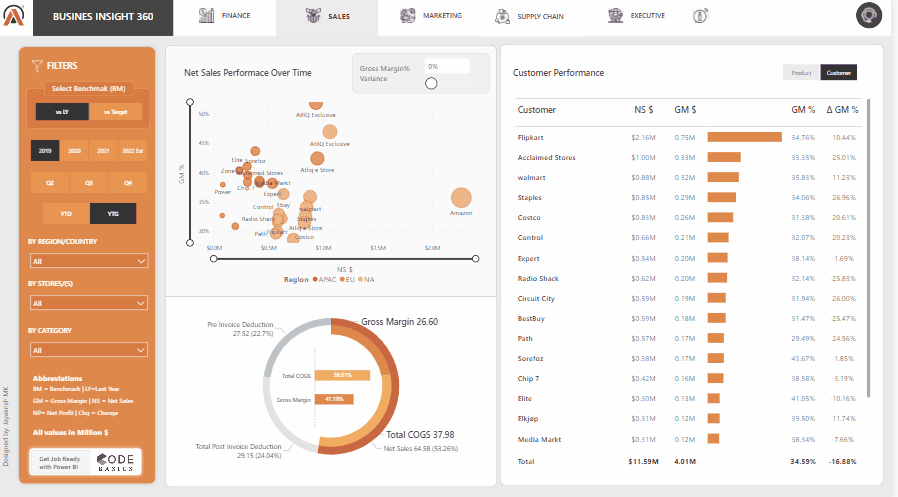 BUSINES INSIGHT 360
FINANCE
SALES
MARKETING
SUPPLY CHAIN
EXECUTIVE
FILTERS
Select Benchmak (BM)
vs LY
vs Target
2019
2020
2021
2022 Est
Q2
Q3
Q4
YTD
YTG
BY REGION/COUNTRY
All
BY STORES/(S)
All
BY CATEGORY
All
Abbreviations
BM = Benchmark | LY=Last Year
GM = Gross Margin | NS = Net Sales
NP= Net Profit | Chg = Change
All values in Million $
Get Job Ready
with Power BI
CODE
BASICS
Designed by: Jayakrish MK
Net Sales Performace Over Time
Gross Margin%
Variance
0%
GM %
50%
45%
40%
35%
30%
AtliQ Exclusive
AtliQ Exclusive
Atliq e Store
Elite
Sorefoz
Zone
Acclaimed Stores
Media Markt
Chip 7
Power
Expert
Control
Ebay
walmart
Radio Shack
Staples
Path
Flipkart
Atliq e Store
Costco
Amazon
$0.0M
$0.5M
$1.0M
$1.5M
$2.0M
NS $
Region APAC EU NA
Pre Invoice Deduction
27.52 (22.7%)
Gross Margin 26.60
Total COGS
58.81%
Gross Margin
41.19%
Total COGS 37.98
Net Sales 64.58 (53.26%)
Total Post Invoice Deduction
29.15 (24.04%)
Customer Performance
Product
Customer
Customer NS $ GM $ GM % Δ GM %
Flipkart $2.16M 0.75M 34.76% -10.44%
Acclaimed Stores $1.00M 0.33M 33.35% -25.01%
walmart $0.88M 0.32M 35.83% -11.23%
Staples $0.85M 0.29M 34.06% -26.96%
Costco $0.83M 0.26M 31.38% -20.61%
Control $0.66M 0.21M 32.07% -20.23%
Expert $0.54M 0.20M 38.14% -1.69%
Radio Shack $0.62M 0.20M 32.14% -25.83%
Circuit City $0.59M 0.19M 31.94% -26.00%
BestBuy $0.59M 0.18M 31.47% -25.47%
Path $0.57M 0.17M 29.49% -24.56%
Sorefoz $0.38M 0.17M 43.67% -1.85%
Chip 7 $0.42M 0.16M 38.58% 3.19%
Elite $0.30M 0.13M 41.05% -10.16%
Elkjøp $0.31M 0.12M 39.50% -11.74%
Media Markt $0.31M 0.12M 38.34% -7.66%
Total $11.59M 4.01M 34.59% -16.88%